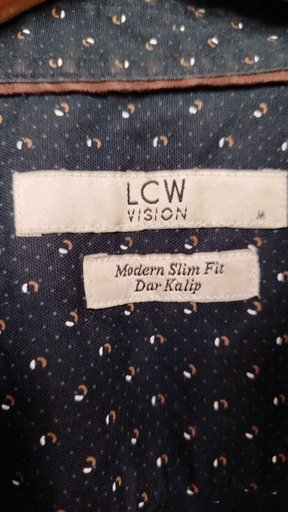 LCW
VISION
M
Modern Slim Fit
Dar Kalip